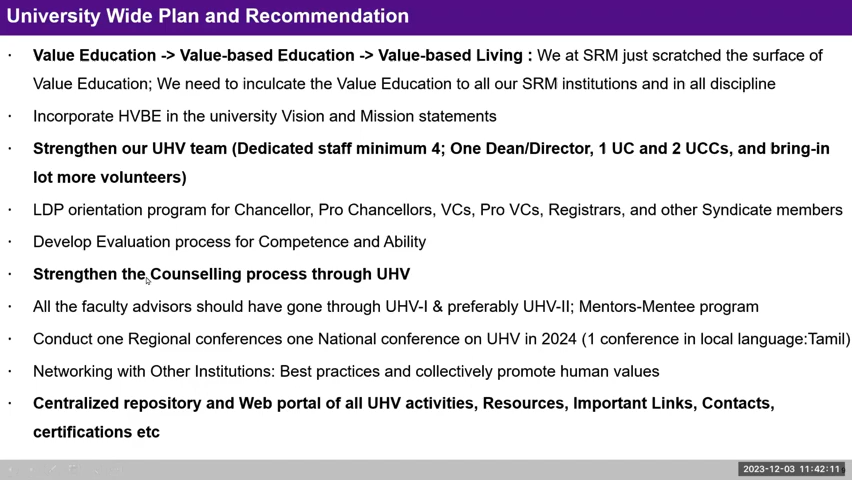 University Wide Plan and Recommendation
· Value Education -> Value-based Education -> Value-based Living : We at SRM just scratched the surface of
Value Education; We need to inculcate the Value Education to all our SRM institutions and in all discipline
· Incorporate HVBE in the university Vision and Mission statements
· Strengthen our UHV team (Dedicated staff minimum 4; One Dean/Director, 1 UC and 2 UCCs, and bring-in
lot more volunteers)
· LDP orientation program for Chancellor, Pro Chancellors, VCs, Pro VCs, Registrars, and other Syndicate members
· Develop Evaluation process for Competence and Ability
· Strengthen the Counselling process through UHV
· All the faculty advisors should have gone through UHV-I & preferably UHV-II; Mentors-Mentee program
· Conduct one Regional conferences one National conference on UHV in 2024 (1 conference in local language:Tamil)
· Networking with Other Institutions: Best practices and collectively promote human values
· Centralized repository and Web portal of all UHV activities, Resources, Important Links, Contacts,
certifications etc
2023-12-03 11:42:11